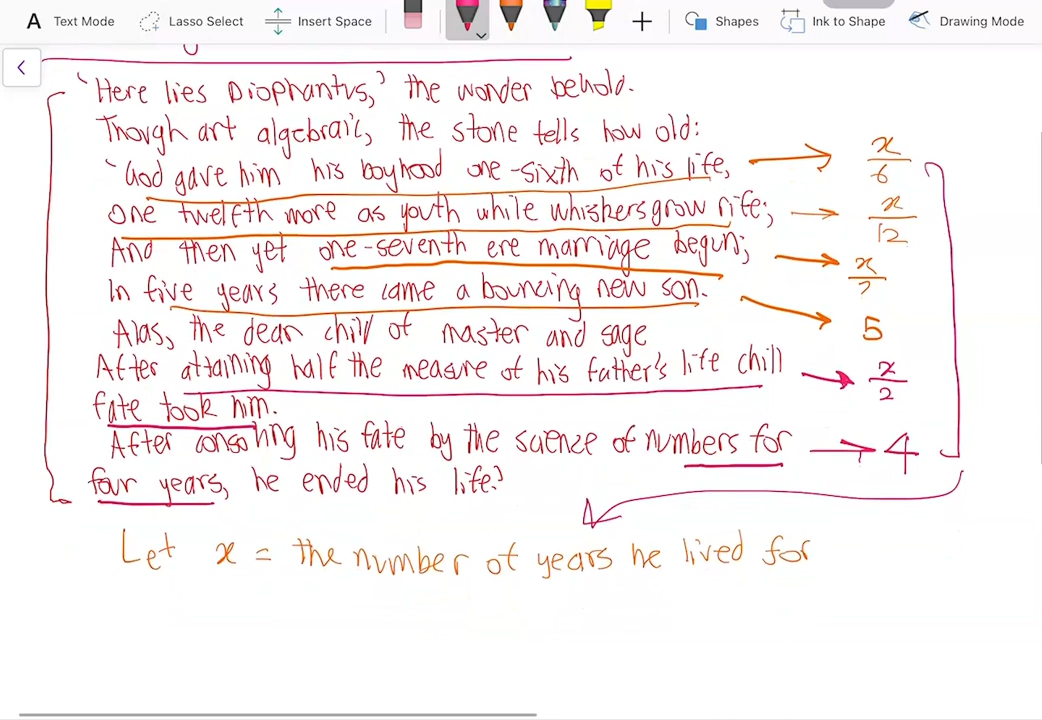 A Text Mode Lasso Select Insert Space Shapes Ink to Shape Drawing Mode
'Here lies Diophantus,' the wonder behold.
Though art algebraic, the stone tells how old:
'God gave him his boyhood one-sixth of his life, → x/6
One twelfth more as youth while whiskers grow rife; → x/12
And then yet one-seventh ere marriage begun; → x/7
In five years there came a bouncing new son. → 5
Alas, the dear chill of master and sage
After attaining half the measure of his father's life chill → x/2
fate took him.
After consoling his fate by the science of numbers for → 4
four years, he ended his life?
Let x = the number of years he lived for